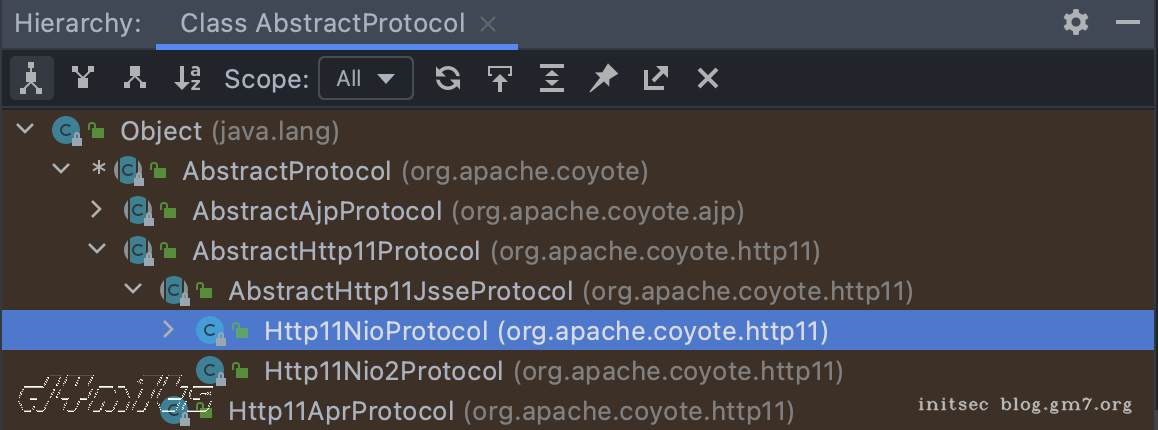 Hierarchy: Class AbstractProtocol
Scope: All
Object (java.lang)
* AbstractProtocol (org.apache.coyote)
AbstractAjpProtocol (org.apache.coyote.ajp)
AbstractHttp11Protocol (org.apache.coyote.http11)
AbstractHttp11JsseProtocol (org.apache.coyote.http11)
Http11NioProtocol (org.apache.coyote.http11)
Http11Nio2Protocol (org.apache.coyote.http11)
Http11AprProtocol (org.apache.coyote.http11)
d4m1ts
initsec blog.gm7.org